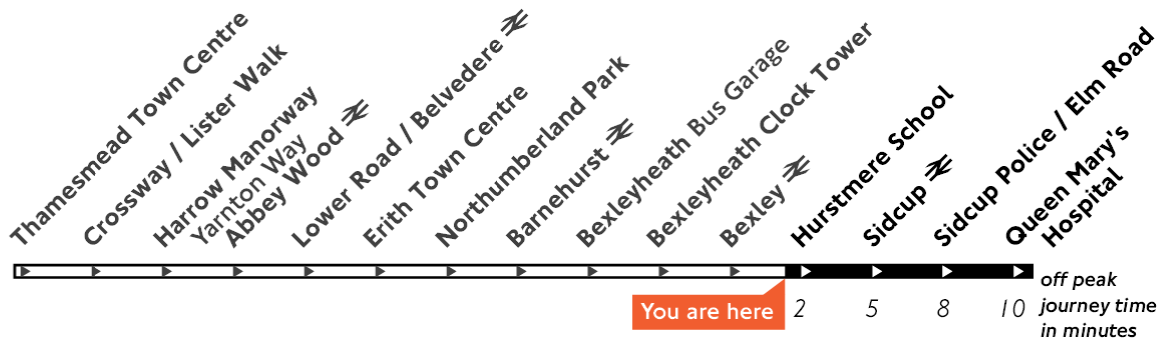 Thamesmead Town Centre
Crossway / Lister Walk
Harrow Manorway
Yarnton Way
Abbey Wood
Lower Road / Belvedere
Erith Town Centre
Northumberland Park
Barnehurst
Bexleyheath Bus Garage
Bexleyheath Clock Tower
Bexley
Hurstmere School
Sidcup
Sidcup Police / Elm Road
Queen Mary's
Hospital
You are here
2 5 8 10
off peak
journey time
in minutes